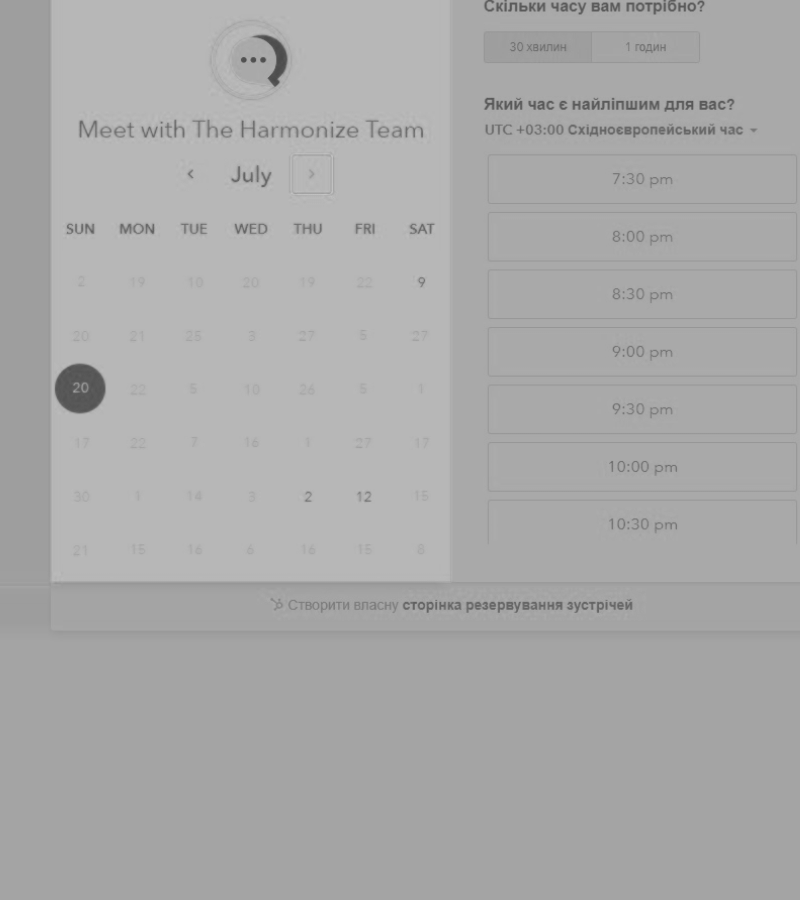 Meet with The Harmonize Team
July
SUN MON TUE WED THU FRI SAT
2 19 10 20 19 22 9
20 21 25 3 27 5 27
20 22 5 10 26 5 1
17 22 7 16 1 27 17
30 1 14 3 2 12 15
21 15 16 6 16 15 8
Скільки часу вам потрібно?
30 хвилин 1 годин
Який час є найліпшим для вас?
UTC +03:00 Східноєвропейський час
7:30 pm
8:00 pm
8:30 pm
9:00 pm
9:30 pm
10:00 pm
10:30 pm
Створити власну сторінка резервування зустрічей